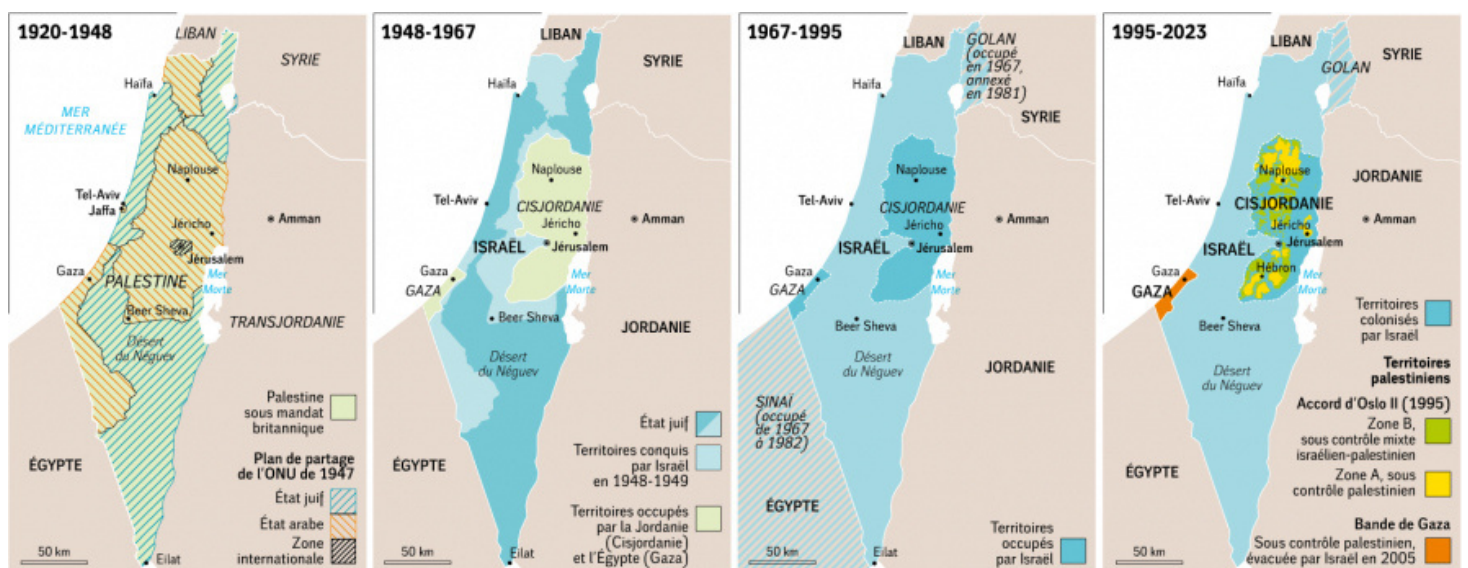 1920-1948
LIBAN
SYRIE
Haïfa
MER
MÉDITERRANÉE
Naplouse
Tel-Aviv
Jaffa
Jéricho
Amman
Jérusalem
Gaza
PALESTINE
Mer
Morte
Beer Sheva
TRANSJORDANIE
Désert
du Néguev
Palestine
sous mandat
britannique
ÉGYPTE
Plan de partage
de l'ONU de 1947
État juif
État arabe
Zone
internationale
50 km
Eilat
1948-1967
LIBAN
SYRIE
Haïfa
Naplouse
Tel-Aviv
CISJORDANIE
Jéricho
Amman
ISRAËL
Jérusalem
Gaza
GAZA
Mer
Morte
Beer Sheva
JORDANIE
Désert
du Néguev
État juif
ÉGYPTE
Territoires conquis
par Israël
en 1948-1949
Territoires occupés
par la Jordanie
(Cisjordanie)
et l'Égypte (Gaza)
50 km
Eilat
1967-1995
LIBAN
GOLAN
(occupé
en 1967,
annexé
en 1981)
Haïfa
SYRIE
Naplouse
Tel-Aviv
CISJORDANIE
Jéricho
Amman
ISRAËL
Jérusalem
Gaza
GAZA
Mer
Morte
Beer Sheva
Désert
du Néguev
JORDANIE
SINAÏ
(occupé
de 1967
à 1982)
ÉGYPTE
Territoires
occupés
par Israël
50 km
Eilat
1995-2023
LIBAN
SYRIE
GOLAN
Haïfa
Naplouse
JORDANIE
Tel-Aviv
CISJORDANIE
Jéricho
Amman
ISRAËL
Jérusalem
Gaza
Hébron
GAZA
Mer
Morte
Beer Sheva
Territoires
colonisés
par Israël
Désert
du Néguev
Territoires
palestiniens
Accord d'Oslo II (1995)
Zone B,
sous contrôle mixte
israélien-palestinien
ÉGYPTE
Zone A, sous
contrôle palestinien
Bande de Gaza
Sous contrôle palestinien,
évacuée par Israël en 2005
50 km
Eilat